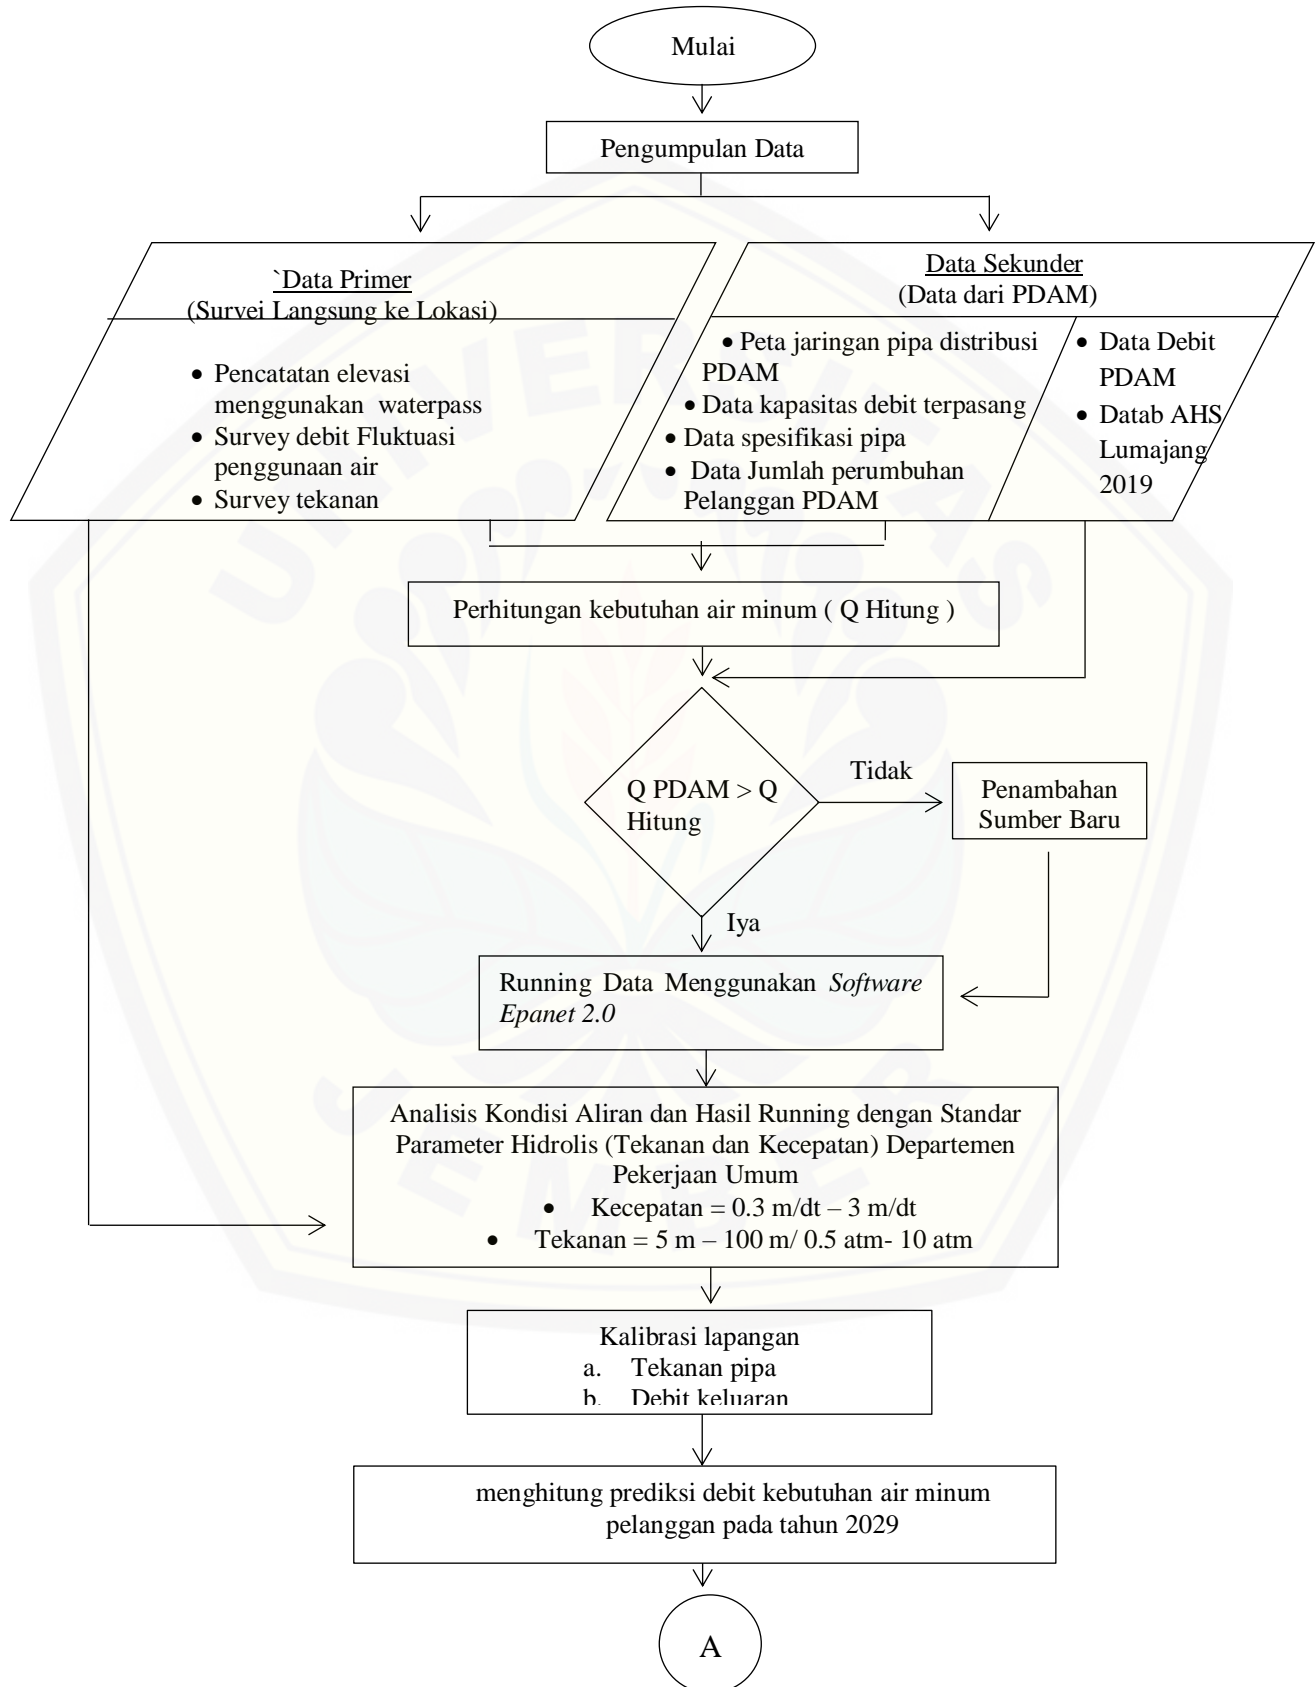 Mulai
Pengumpulan Data
`Data Primer
(Survei Langsung ke Lokasi)
• Pencatatan elevasi
menggunakan waterpass
• Survey debit Fluktuasi
penggunaan air
• Survey tekanan
Data Sekunder
(Data dari PDAM)
• Peta jaringan pipa distribusi
PDAM
• Data kapasitas debit terpasang
• Data spesifikasi pipa
• Data Jumlah perumbuhan
Pelanggan PDAM
• Data Debit
PDAM
• Datab AHS
Lumajang
2019
Perhitungan kebutuhan air minum ( Q Hitung )
Q PDAM > Q
Hitung
Tidak
Penambahan
Sumber Baru
Iya
Running Data Menggunakan Software
Epanet 2.0
Analisis Kondisi Aliran dan Hasil Running dengan Standar
Parameter Hidrolis (Tekanan dan Kecepatan) Departemen
Pekerjaan Umum
• Kecepatan = 0.3 m/dt – 3 m/dt
• Tekanan = 5 m – 100 m/ 0.5 atm- 10 atm
Kalibrasi lapangan
a. Tekanan pipa
b. Debit keluaran
menghitung prediksi debit kebutuhan air minum
pelanggan pada tahun 2029
A
UNIVERSITAS
JEMBER